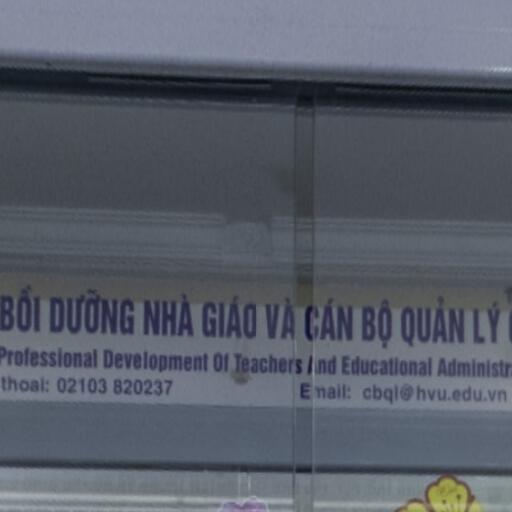 BỒI DƯỠNG NHÀ GIÁO VÀ CÁN BỘ QUẢN LÝ
Professional Development Of Teachers And Educational Administra
thoại: 02103 820237 Email: cbql@hvu.edu.vn